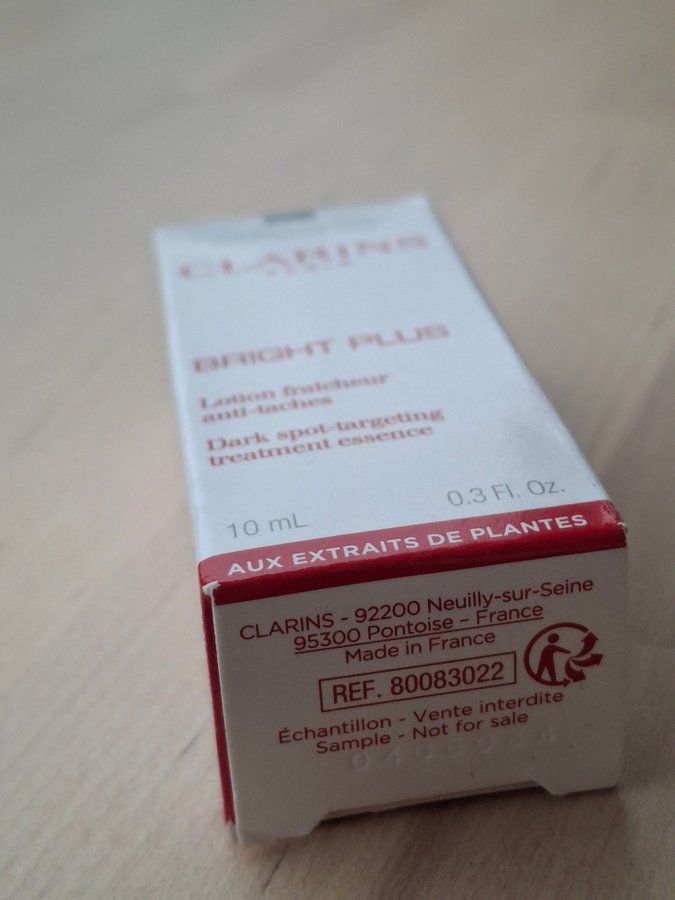 CLARINS
PARIS
BRIGHT PLUS
Lotion fraîcheur
anti-taches
Dark spot-targeting
treatment essence
10 mL
0.3 Fl. Oz.
AUX EXTRAITS DE PLANTES
CLARINS - 92200 Neuilly-sur-Seine
95300 Pontoise – France
Made in France
REF. 80083022
Échantillon - Vente interdite
Sample - Not for sale